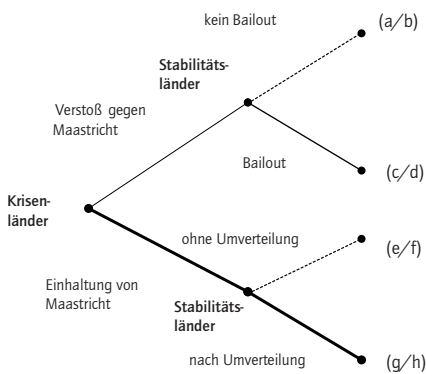 kein Bailout
(a/b)
Stabilitäts-
länder
Verstoß gegen
Maastricht
Bailout
(c/d)
Krisen-
länder
ohne Umverteilung
(e/f)
Einhaltung von
Maastricht
Stabilitäts-
länder
nach Umverteilung
(g/h)